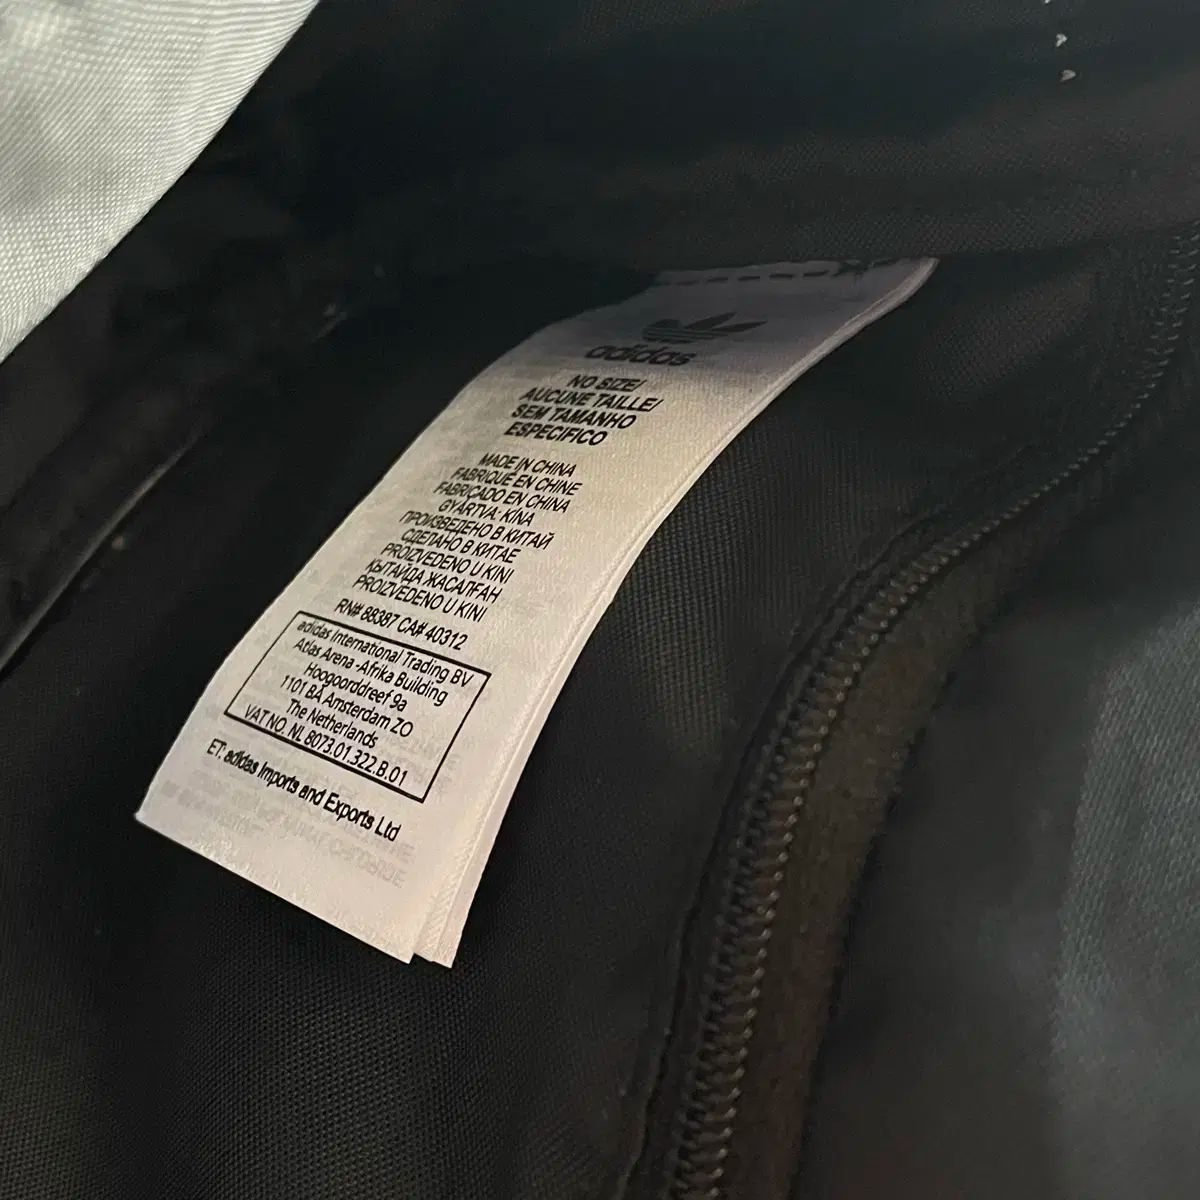 adidas
NO SIZE/
AUCUNE TAILLE/
SEM TAMANHO
ESPECIFICO
MADE IN CHINA
FABRIQUÉ EN CHINE
FABRICADO EN CHINA
GYÁRTVA: KÍNA
ПРОИЗВЕДЕНО В КИТАЙ
СДЕЛАНО В КИТАЕ
PROIZVEDENO U KINI
ҚЫТАЙДА ЖАСАЛҒАН
PROIZVEDENO U KINI
RN# 88387 CA# 40312
adidas International Trading BV
Atlas Arena -Afrika Building
Hoogoorddreef 9a
1101 BA Amsterdam ZO
The Netherlands
VAT NO. NL 8073.01.322.B.01
ET: adidas Imports and Exports Ltd